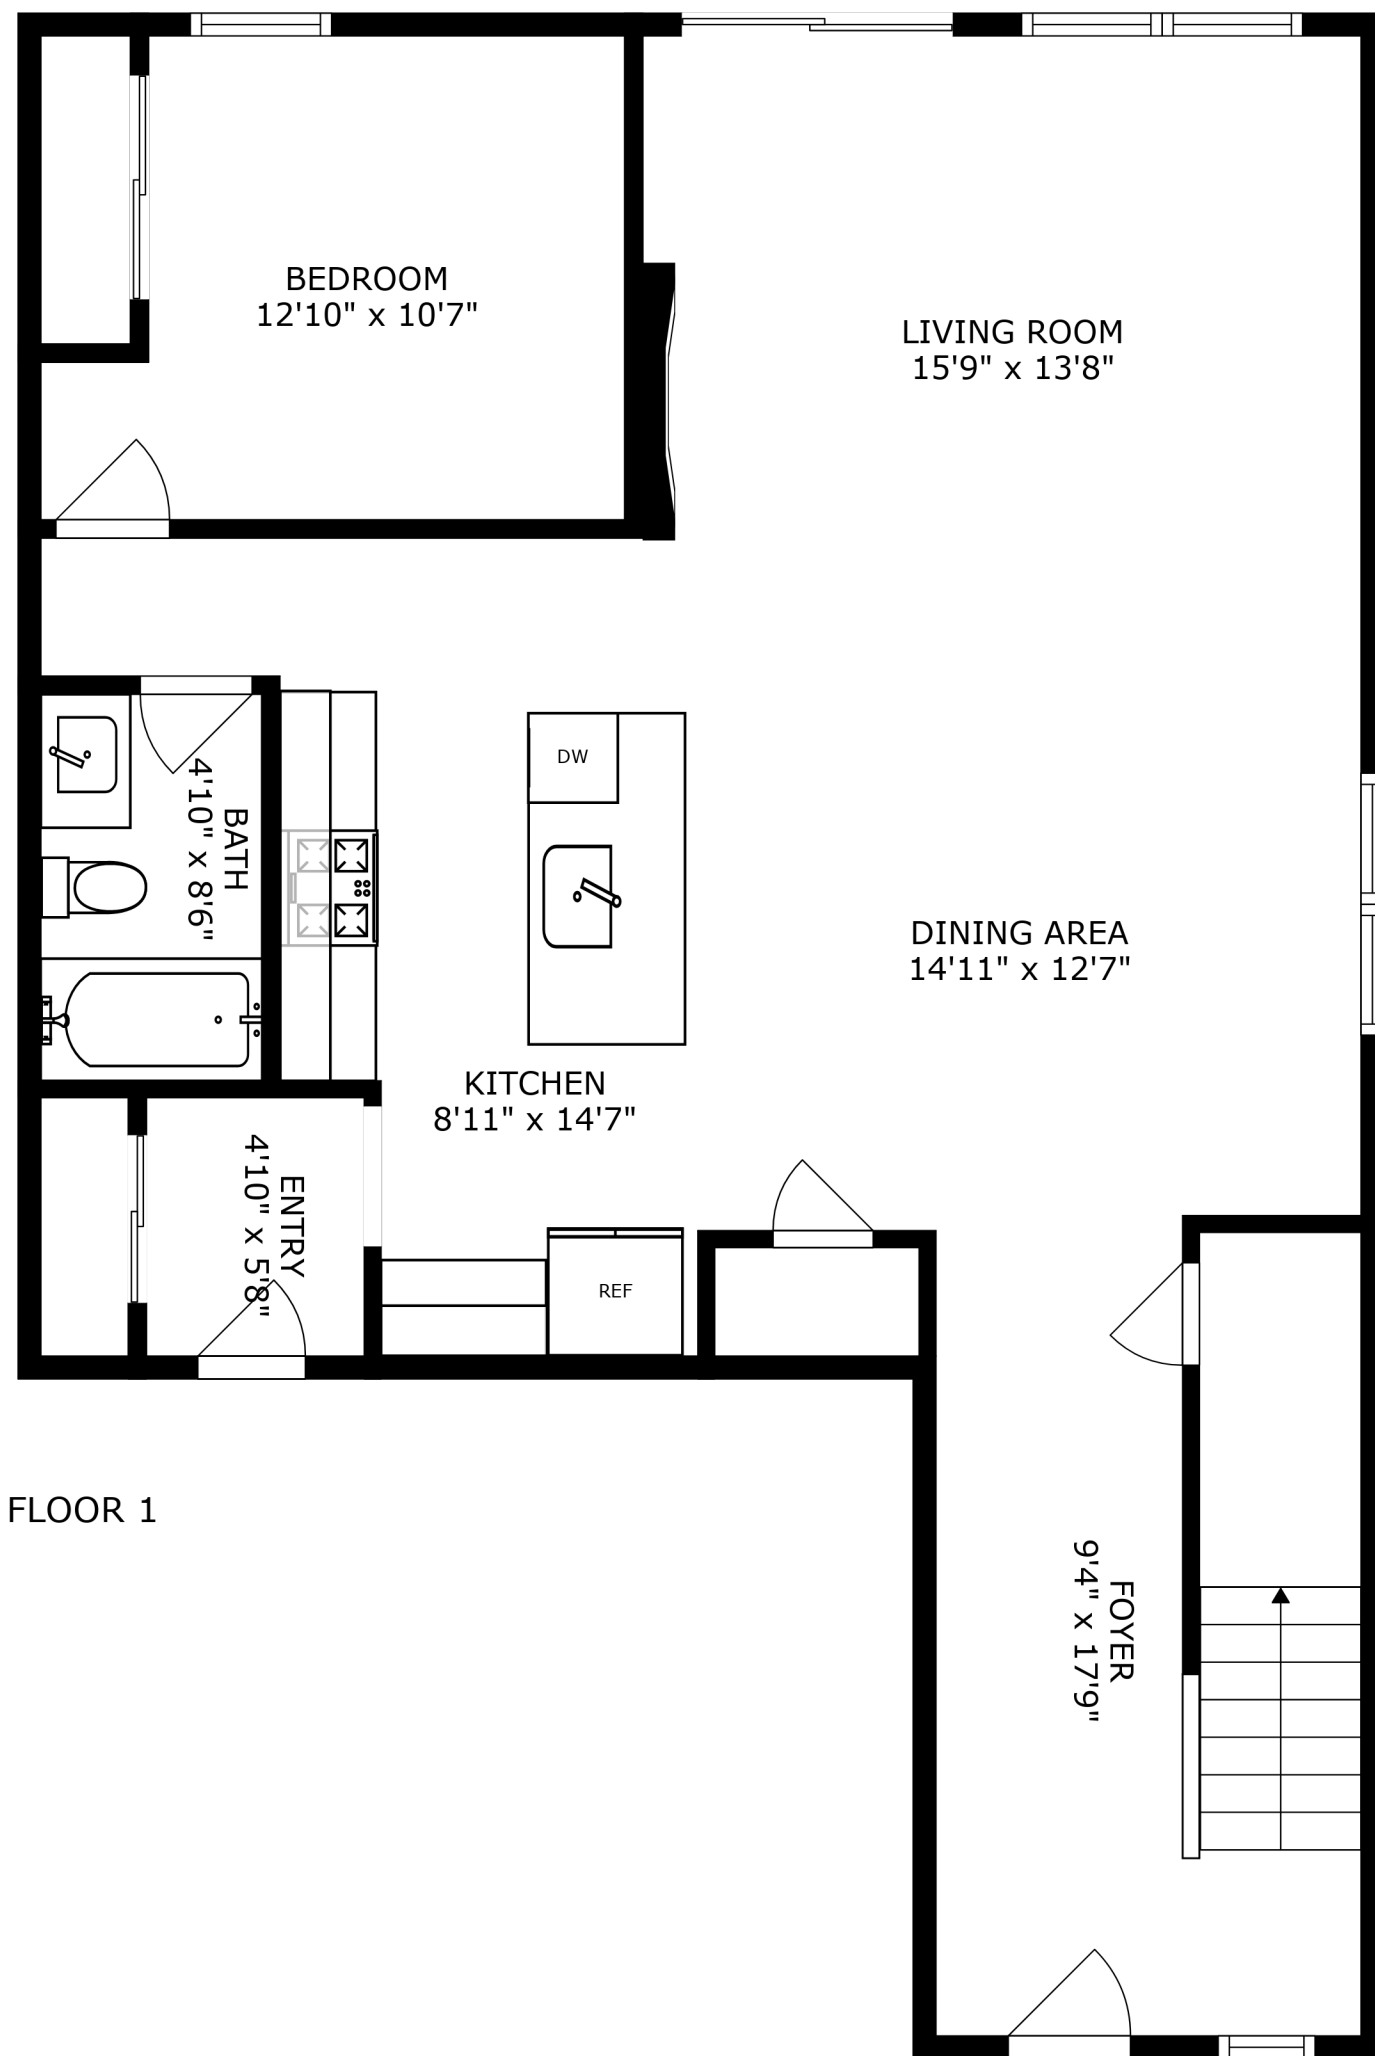 BEDROOM
12'10" x 10'7"
LIVING ROOM
15'9" x 13'8"
DW
BATH
4'10" x 8'6"
DINING AREA
14'11" x 12'7"
KITCHEN
8'11" x 14'7"
ENTRY
4'10" x 5'8"
REF
FLOOR 1
FOYER
9'4" x 17'9"